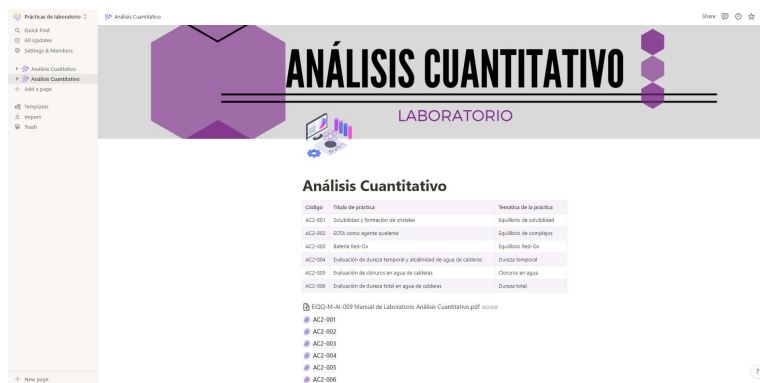 Prácticas de laboratorio
Análisis Cuantitativo
Share
Quick Find
All Updates
Settings & Members
Análisis Cualitativo
Análisis Cuantitativo
Add a page
Templates
Import
Trash
New page
ANÁLISIS CUANTITATIVO
LABORATORIO
Análisis Cuantitativo
Código Título de práctica Temática de la práctica
AC2-001 Solubilidad y formación de cristales Equilibrio de solubilidad
AC2-002 EDTA como agente quelante Equilibrio de complejos
AC2-003 Batería Red-Ox Equilibrio Red-Ox
AC2-004 Evaluación de dureza temporal y alcalinidad de agua de calderas Dureza temporal
AC2-005 Evaluación de cloruros en agua de calderas Cloruros en agua
AC2-006 Evaluación de dureza total en agua de calderas Dureza total
EIQQ-M-AI-009 Manual de Laboratorio Análisis Cuantitativo.pdf
AC2-001
AC2-002
AC2-003
AC2-004
AC2-005
AC2-006
?